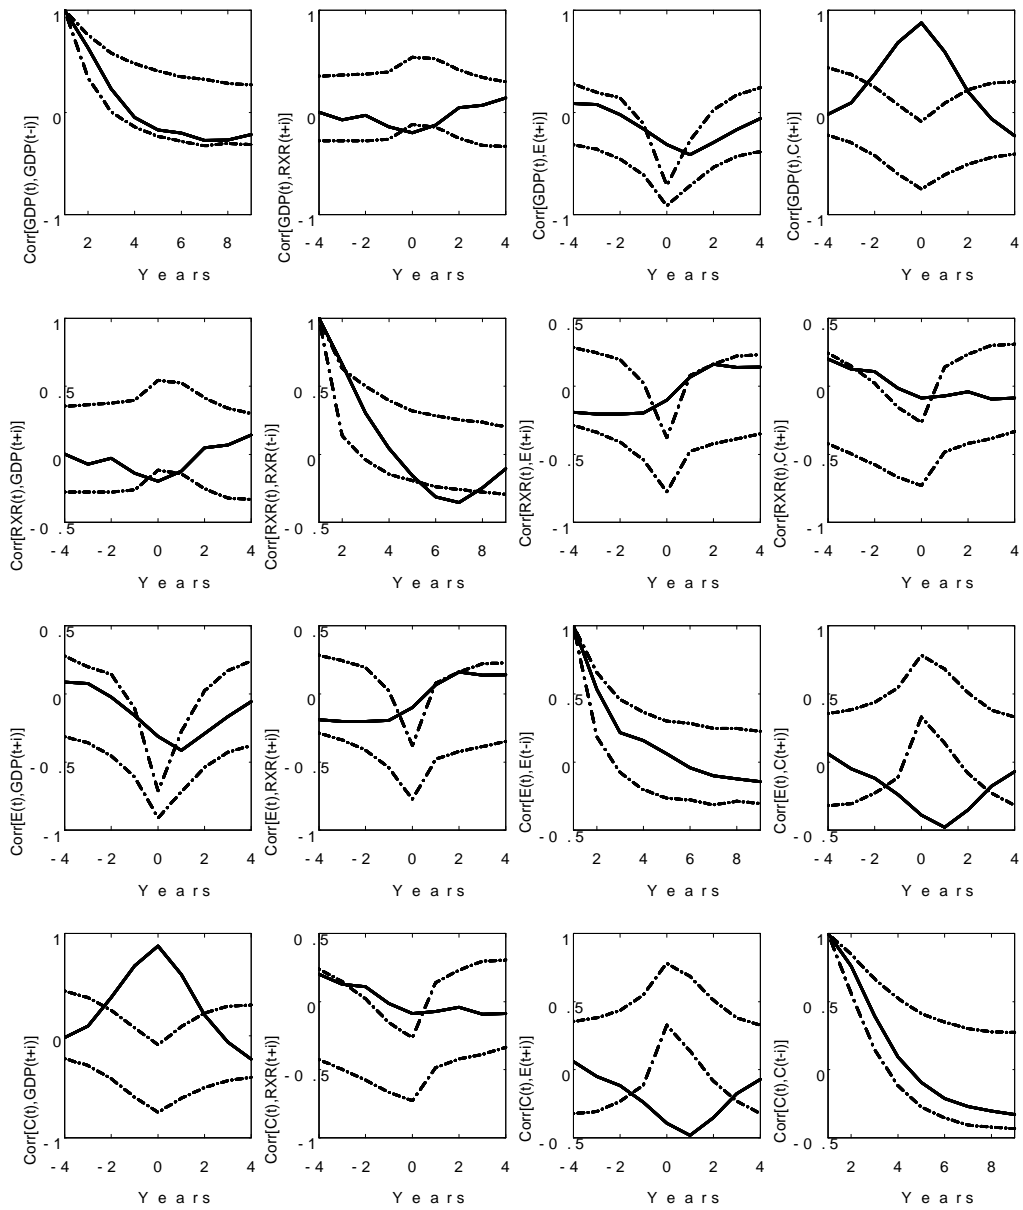 1
0
-1
Corr[GDP(t),GDP(t-i)]
2 4 6 8
Years
1
0
-1
Corr[GDP(t),RXR(t+i)]
-4 -2 0 2 4
Years
1
0
-1
Corr[GDP(t),E(t+i)]
-4 -2 0 2 4
Years
1
0
-1
Corr[GDP(t),C(t+i)]
-4 -2 0 2 4
Years
1
0.5
0
-0.5
Corr[RXR(t),GDP(t+i)]
-4 -2 0 2 4
Years
1
0.5
0
-0.5
Corr[RXR(t),RXR(t-i)]
2 4 6 8
Years
0.5
0
-0.5
-1
Corr[RXR(t),E(t+i)]
-4 -2 0 2 4
Years
0.5
0
-0.5
-1
Corr[RXR(t),C(t+i)]
-4 -2 0 2 4
Years
0.5
0
-0.5
-1
Corr[E(t),GDP(t+i)]
-4 -2 0 2 4
Years
0.5
0
-0.5
-1
Corr[E(t),RXR(t+i)]
-4 -2 0 2 4
Years
1
0.5
0
-0.5
Corr[E(t),E(t-i)]
2 4 6 8
Years
1
0.5
0
-0.5
Corr[E(t),C(t+i)]
-4 -2 0 2 4
Years
1
0
-1
Corr[C(t),GDP(t+i)]
-4 -2 0 2 4
Years
0.5
0
-0.5
-1
Corr[C(t),RXR(t+i)]
-4 -2 0 2 4
Years
1
0.5
0
-0.5
Corr[C(t),E(t+i)]
-4 -2 0 2 4
Years
1
0.5
0
-0.5
Corr[C(t),C(t-i)]
2 4 6 8
Years